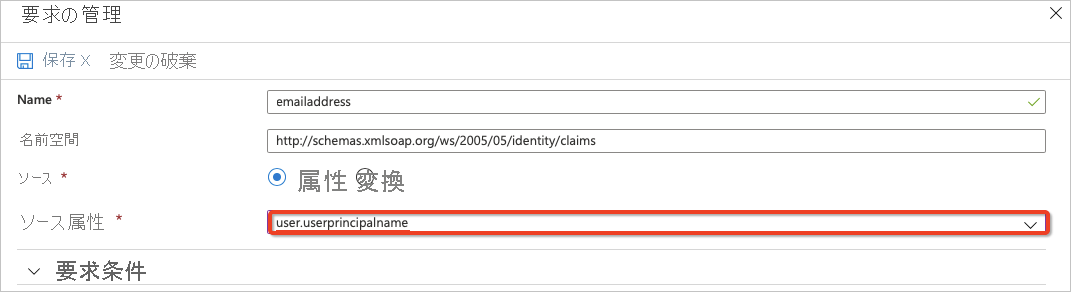 要求の管理
保存 X 変更の破棄
Name * emailaddress
名前空間 http://schemas.xmlsoap.org/ws/2005/05/identity/claims
ソース * 属性 変換
ソース属性 * user.userprincipalname
要求条件